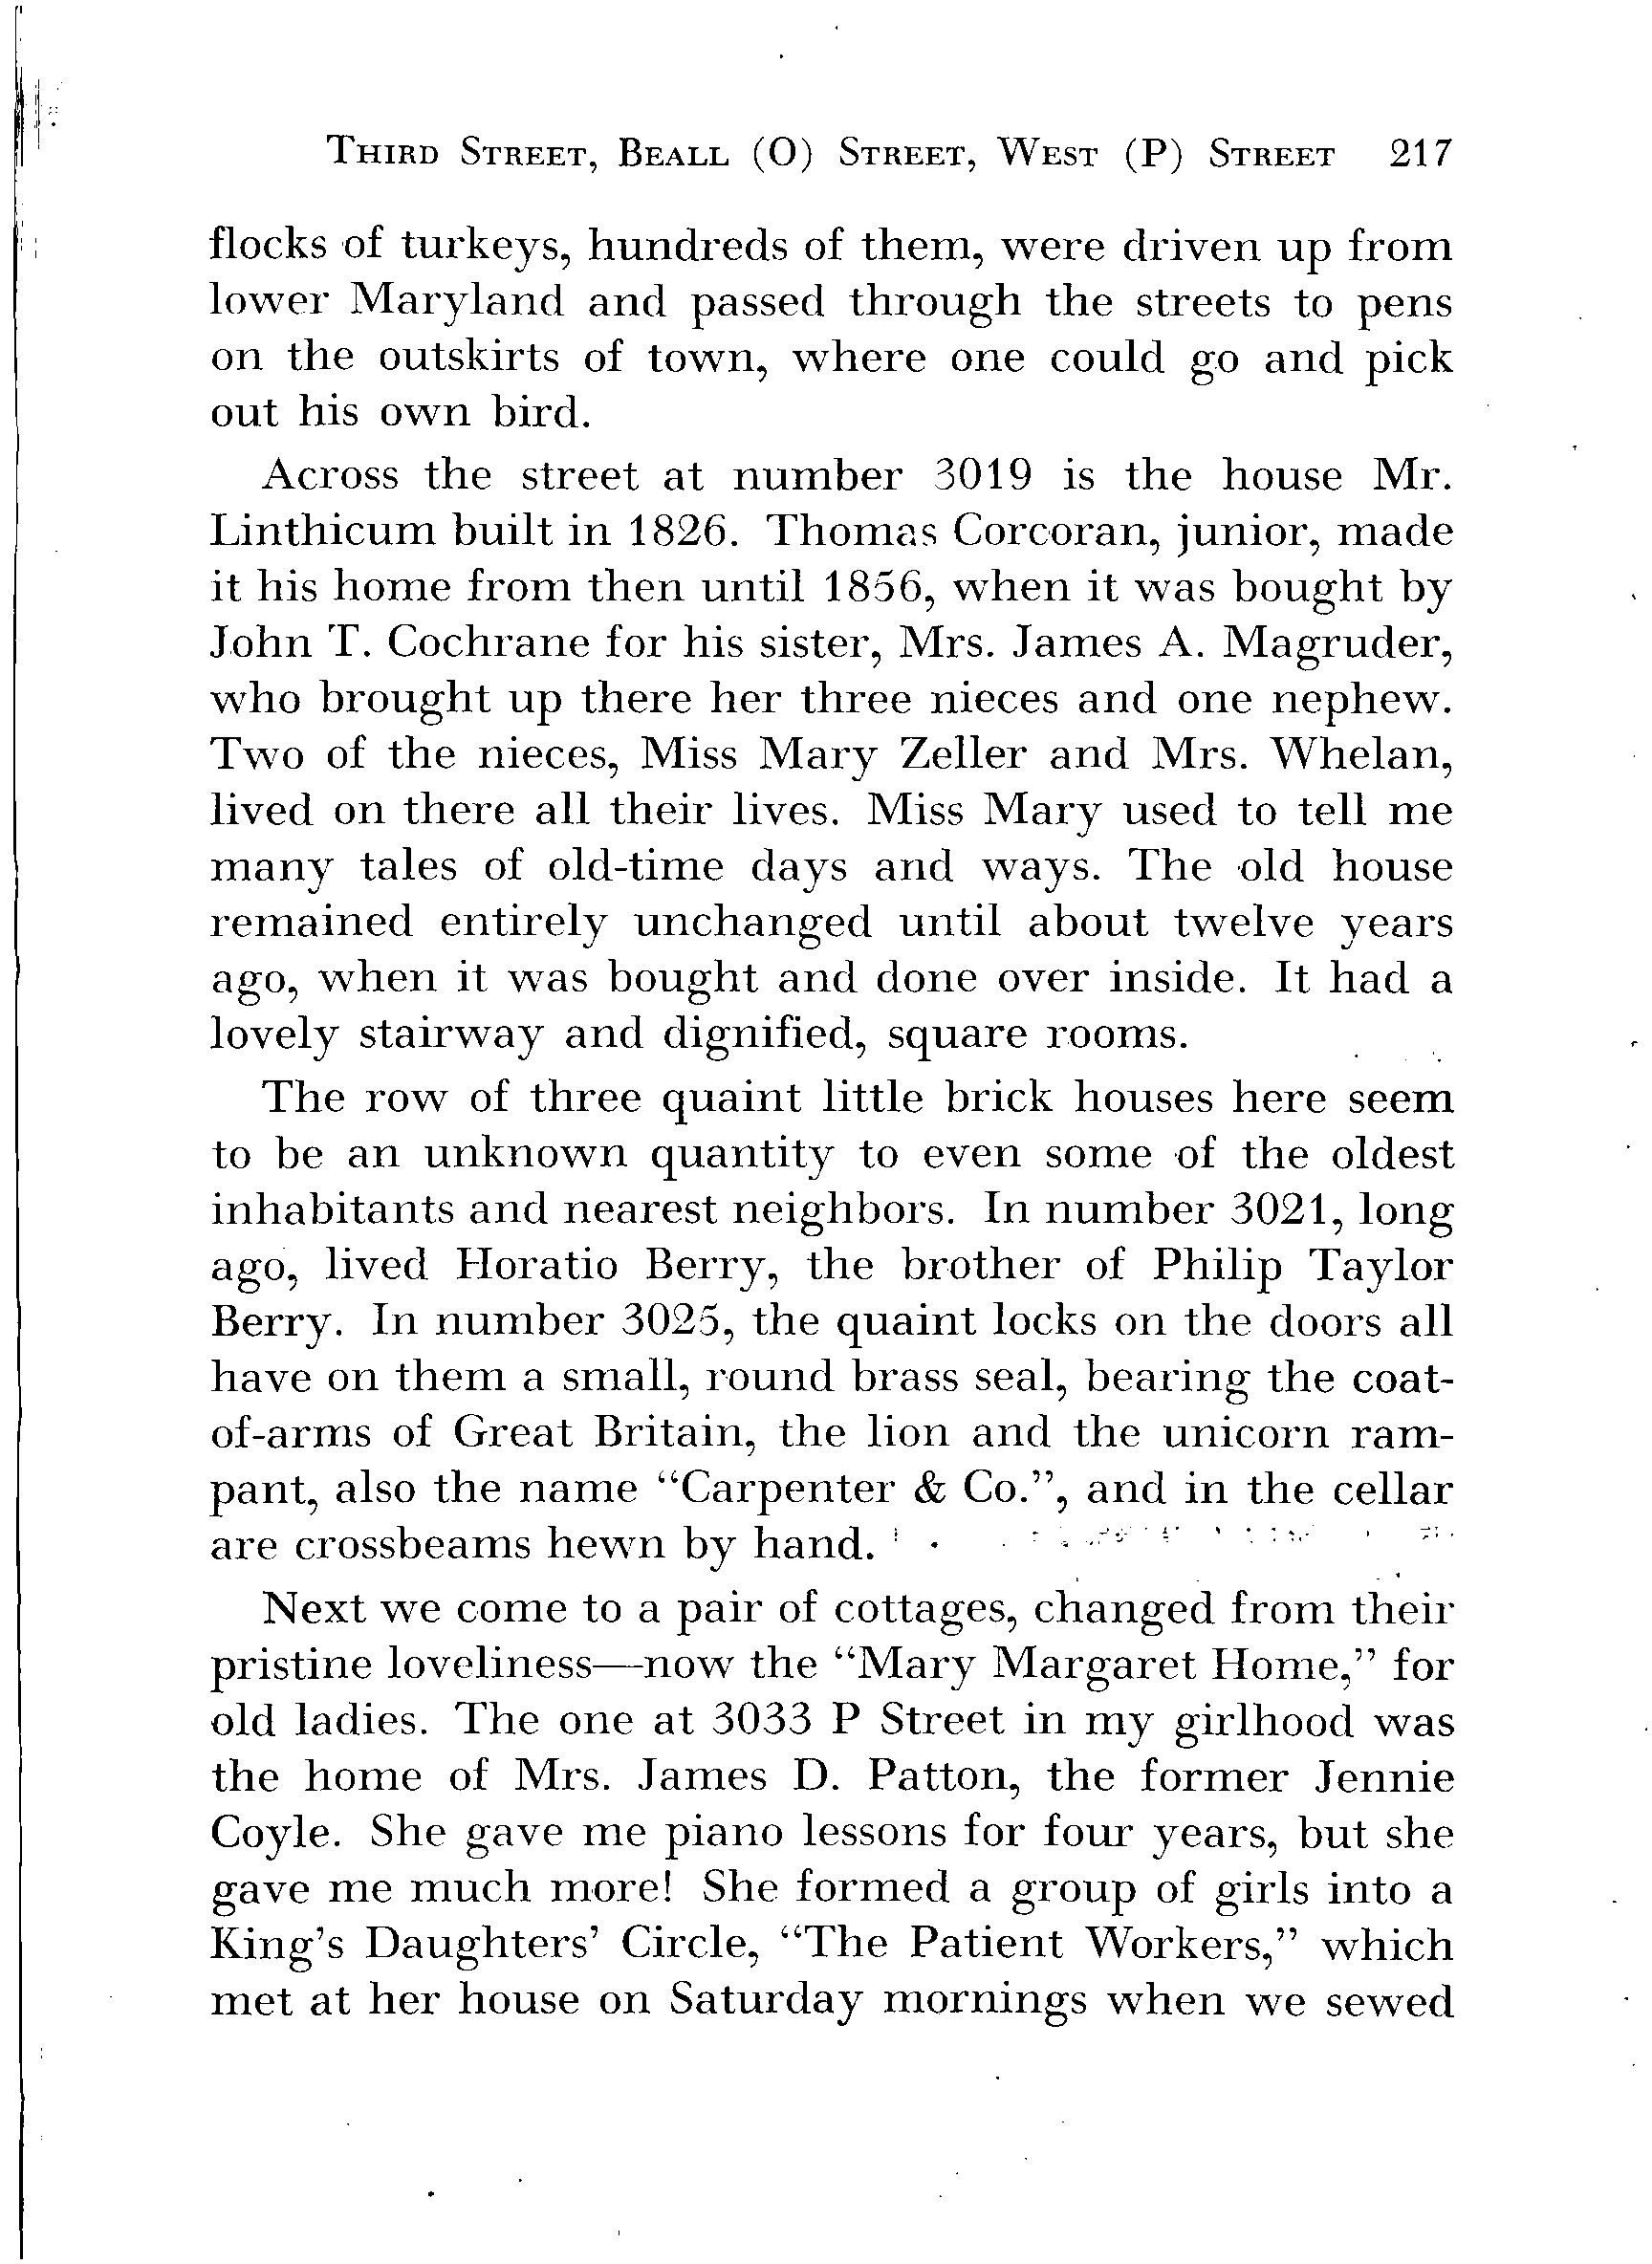 THIRD STREET, BEALL (O) STREET, WEST (P) STREET 217
flocks of turkeys, hundreds of them, were driven up from
lower Maryland and passed through the streets to pens
on the outskirts of town, where one could go and pick
out his own bird.
Across the street at number 3019 is the house Mr.
Linthicum built in 1826. Thomas Corcoran, junior, made
it his home from then until 1856, when it was bought by
John T. Cochrane for his sister, Mrs. James A. Magruder,
who brought up there her three nieces and one nephew.
Two of the nieces, Miss Mary Zeller and Mrs. Whelan,
lived on there all their lives. Miss Mary used to tell me
many tales of old-time days and ways. The old house
remained entirely unchanged until about twelve years
ago, when it was bought and done over inside. It had a
lovely stairway and dignified, square rooms.
The row of three quaint little brick houses here seem
to be an unknown quantity to even some of the oldest
inhabitants and nearest neighbors. In number 3021, long
ago, lived Horatio Berry, the brother of Philip Taylor
Berry. In number 3025, the quaint locks on the doors all
have on them a small, round brass seal, bearing the coat-
of-arms of Great Britain, the lion and the unicorn ram-
pant, also the name "Carpenter & Co.", and in the cellar
are crossbeams hewn by hand.
Next we come to a pair of cottages, changed from their
pristine loveliness—now the "Mary Margaret Home," for
old ladies. The one at 3033 P Street in my girlhood was
the home of Mrs. James D. Patton, the former Jennie
Coyle. She gave me piano lessons for four years, but she
gave me much more! She formed a group of girls into a
King's Daughters' Circle, "The Patient Workers," which
met at her house on Saturday mornings when we sewed